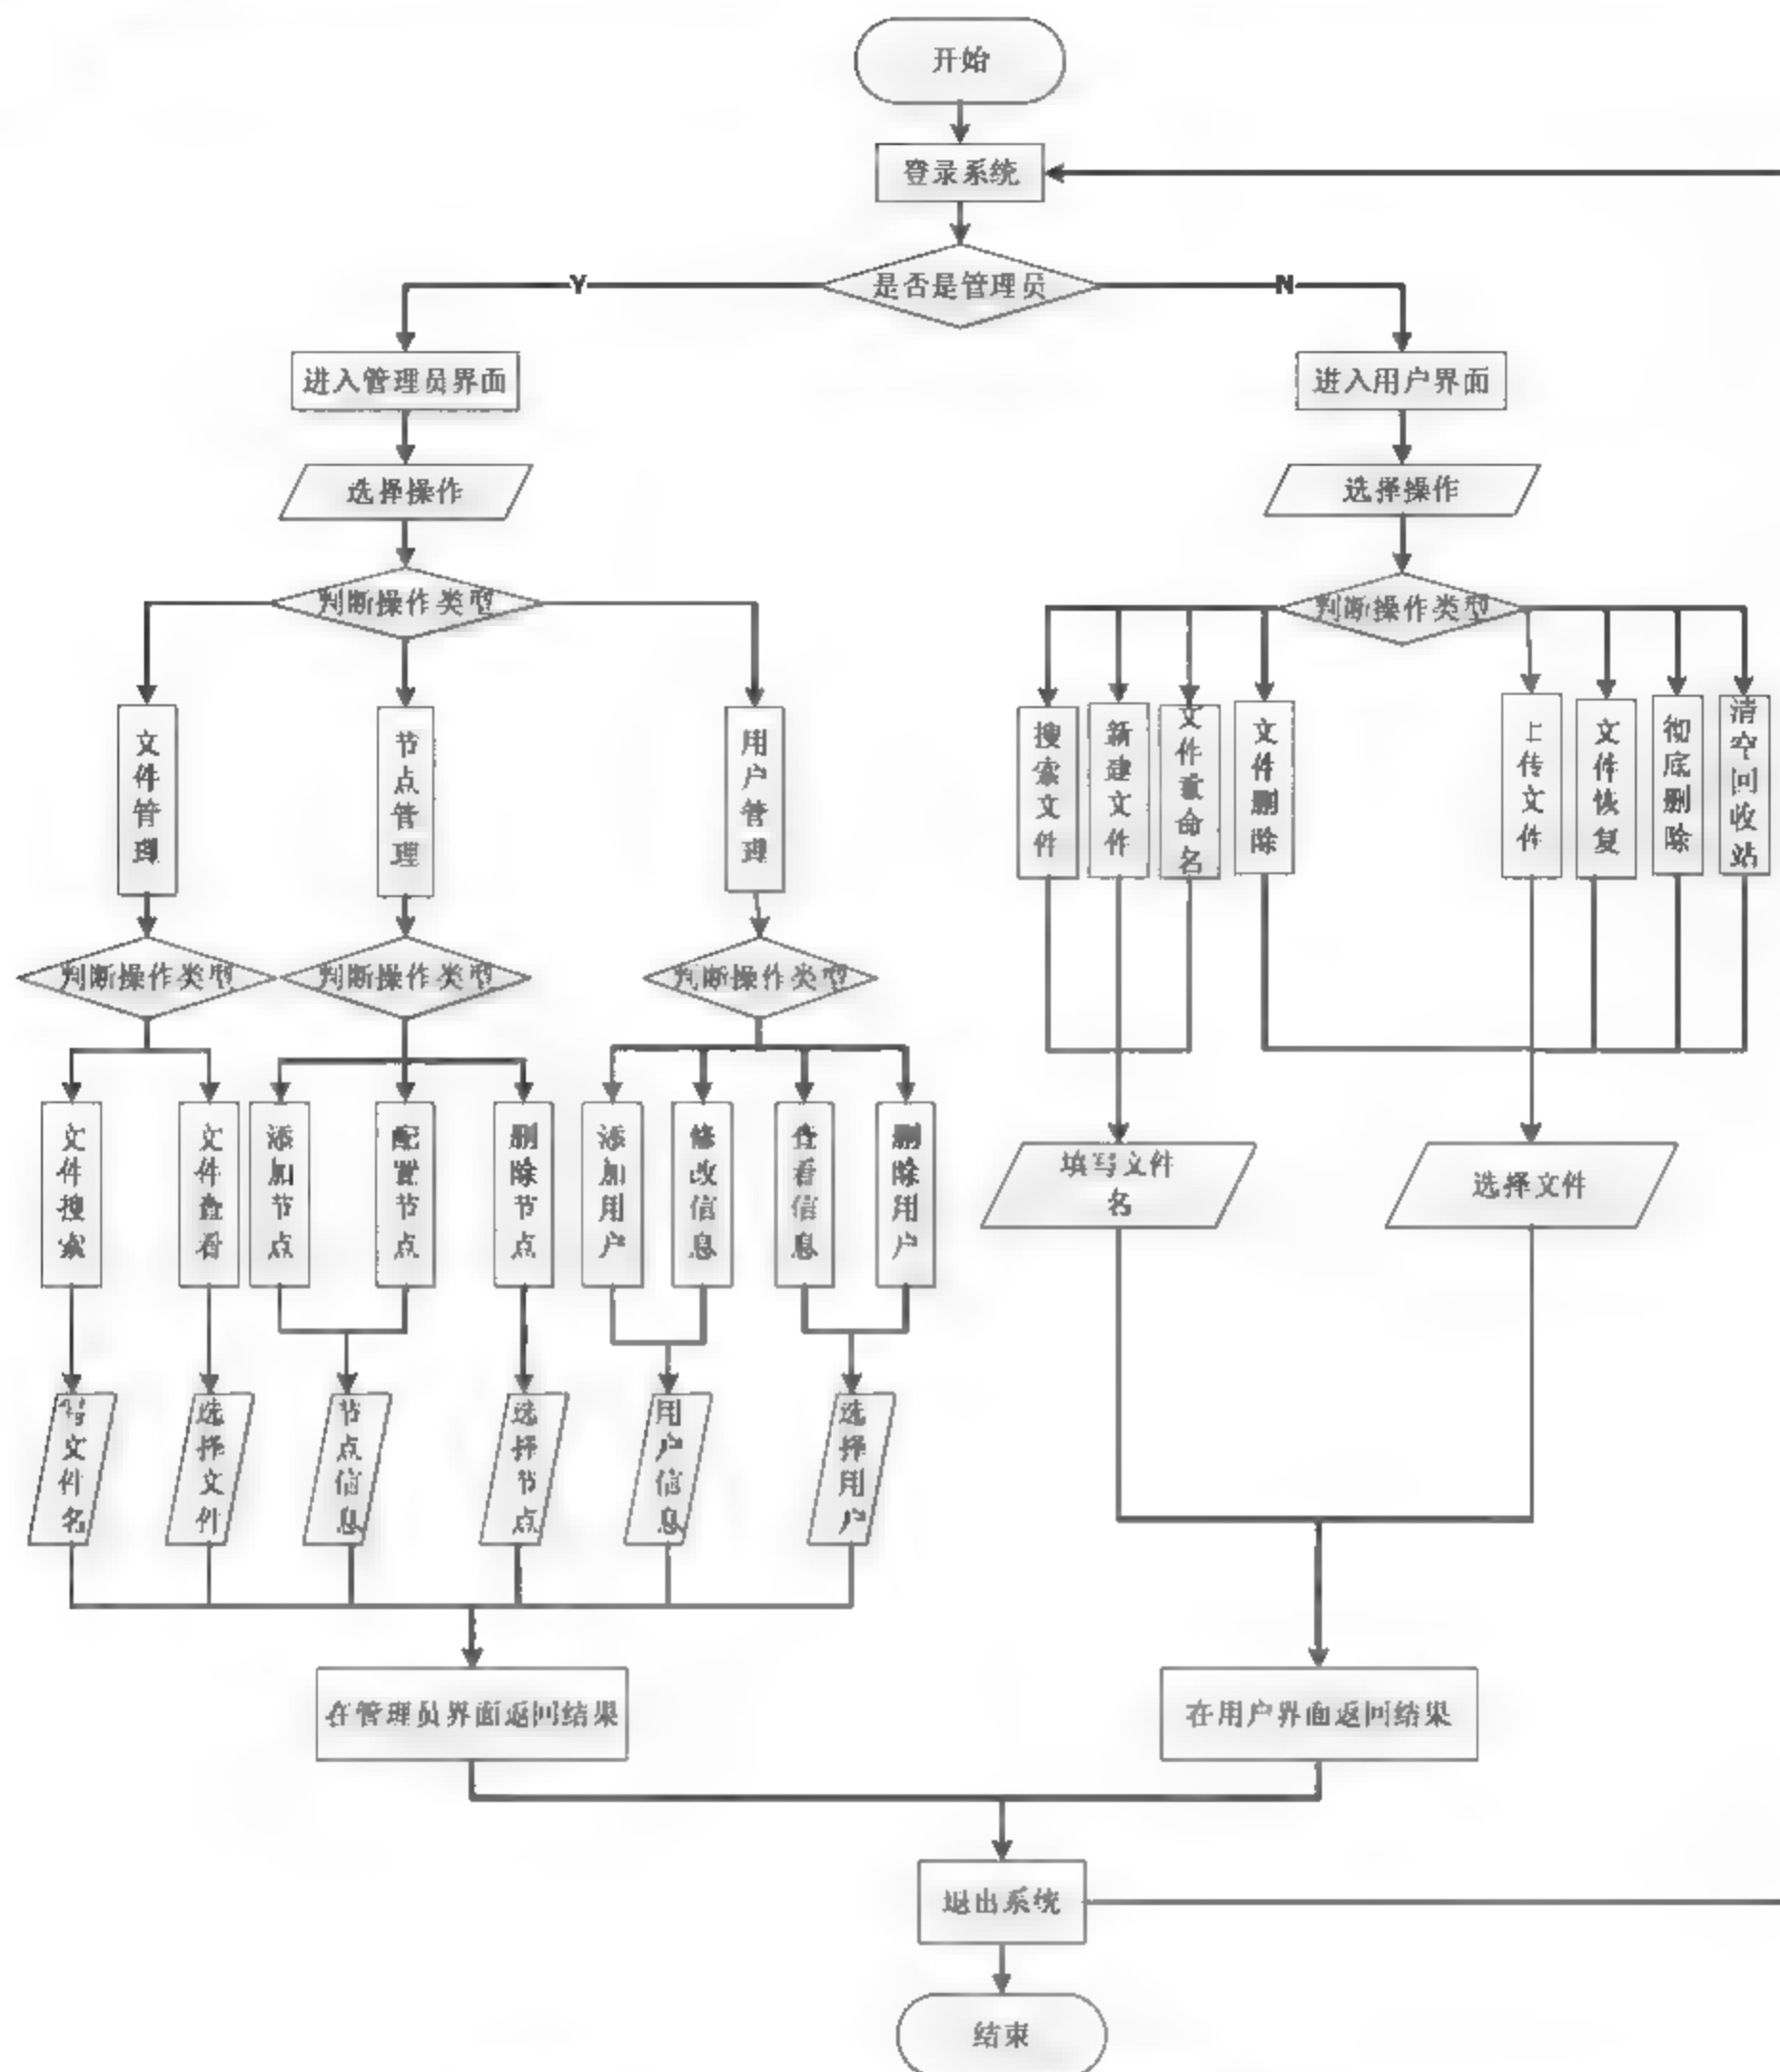 开始
登录系统
是否是管理员
Y
N
进入管理员界面
进入用户界面
选择操作
选择操作
判断操作类型
判断操作类型
文件管理
节点管理
用户管理
搜索文件
新建文件
文件重命名
文件删除
上传文件
文件恢复
彻底删除
清空回收站
判断操作类型
判断操作类型
判断操作类型
文件搜索
文件查看
添加节点
配置节点
删除节点
添加用户
修改信息
查看信息
删除用户
填写文件
名
选择文件
写文件名
选择文件
节点信息
选择节点
用户信息
选择用户
在管理员界面返回结果
在用户界面返回结果
退出系统
结束